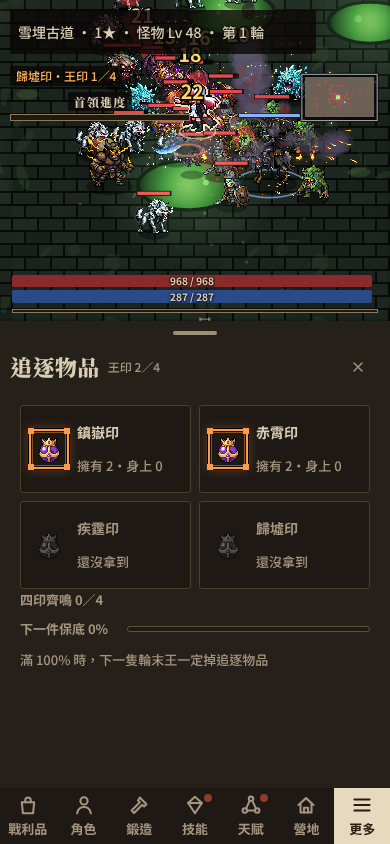 雪埋古道 · 1★ · 怪物 Lv 48 · 第 1 輪
21
18
歸墟印·王印 1／4
22
首領進度
968 / 968
287 / 287
追逐物品 王印 2／4 ×
鎮嶽印
擁有 2·身上 0
赤霄印
擁有 2·身上 0
疾霆印
還沒拿到
歸墟印
還沒拿到
四印齊鳴 0／4
下一件保底 0%
滿 100% 時，下一隻輪末王一定掉追逐物品
戰利品 角色 鍛造 技能 天賦 營地 更多